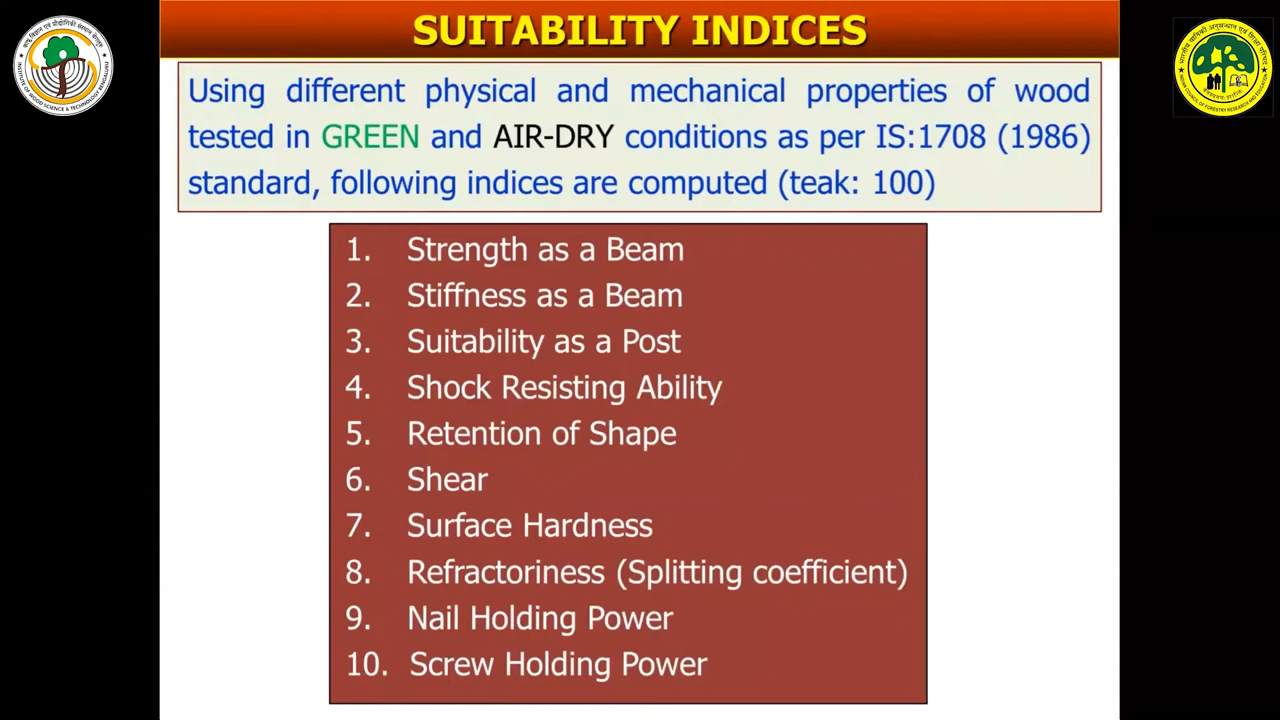 SUITABILITY INDICES
Using different physical and mechanical properties of wood
tested in GREEN and AIR-DRY conditions as per IS:1708 (1986)
standard, following indices are computed (teak: 100)
1. Strength as a Beam
2. Stiffness as a Beam
3. Suitability as a Post
4. Shock Resisting Ability
5. Retention of Shape
6. Shear
7. Surface Hardness
8. Refractoriness (Splitting coefficient)
9. Nail Holding Power
10. Screw Holding Power